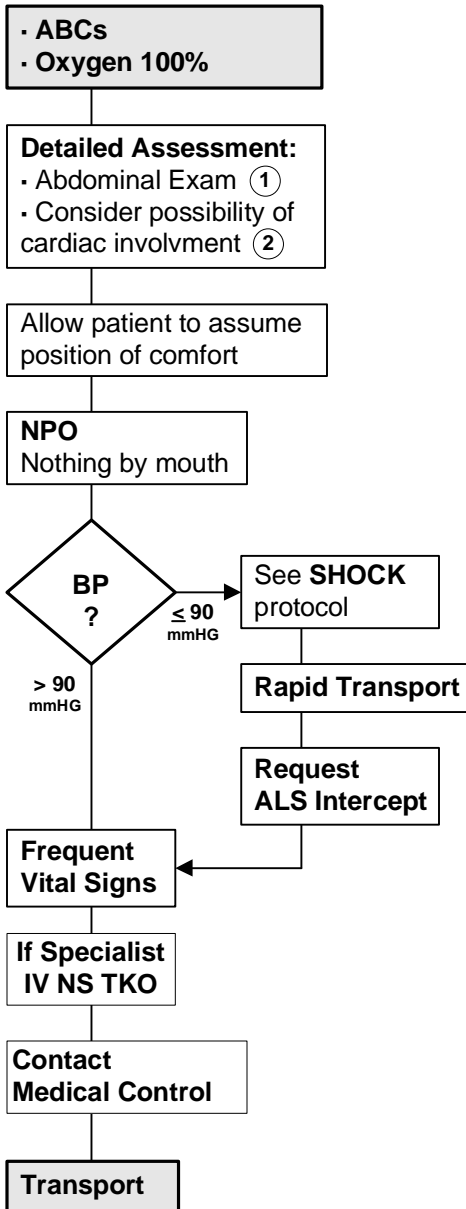 · ABCs
· Oxygen 100%
Detailed Assessment:
· Abdominal Exam 1
· Consider possibility of
cardiac involvment 2
Allow patient to assume
position of comfort
NPO
Nothing by mouth
BP
?
≤ 90
mmHG
See SHOCK
protocol
> 90
mmHG
Rapid Transport
Request
ALS Intercept
Frequent
Vital Signs
If Specialist
IV NS TKO
Contact
Medical Control
Transport